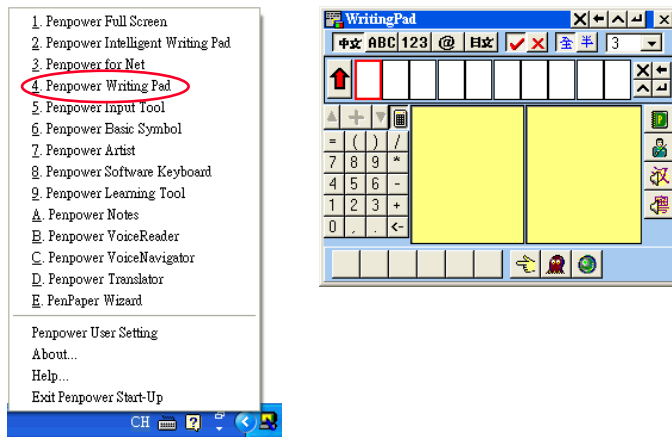 1. Penpower Full Screen
2. Penpower Intelligent Writing Pad
3. Penpower for Net
4. Penpower Writing Pad
5. Penpower Input Tool
6. Penpower Basic Symbol
7. Penpower Artist
8. Penpower Software Keyboard
9. Penpower Learning Tool
A. Penpower Notes
B. Penpower VoiceReader
C. Penpower VoiceNavigator
D. Penpower Translator
E. PenPaper Wizard
Penpower User Setting
About...
Help...
Exit Penpower Start-Up
CH
WritingPad
中文 ABC 123 @ 日文 全 半 3
= ( ) /
7 8 9 *
4 5 6 -
1 2 3 +
0 , . <-